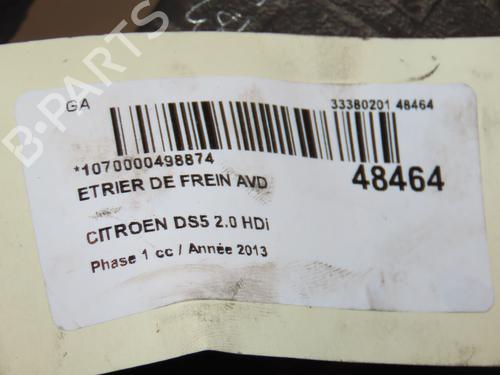 B-PARTS
GA
33380201 48464
*1070000498874
48464
ETRIER DE FREIN AVD
CITROEN DS5 2.0 HDi
Phase 1 cc / Année 2013